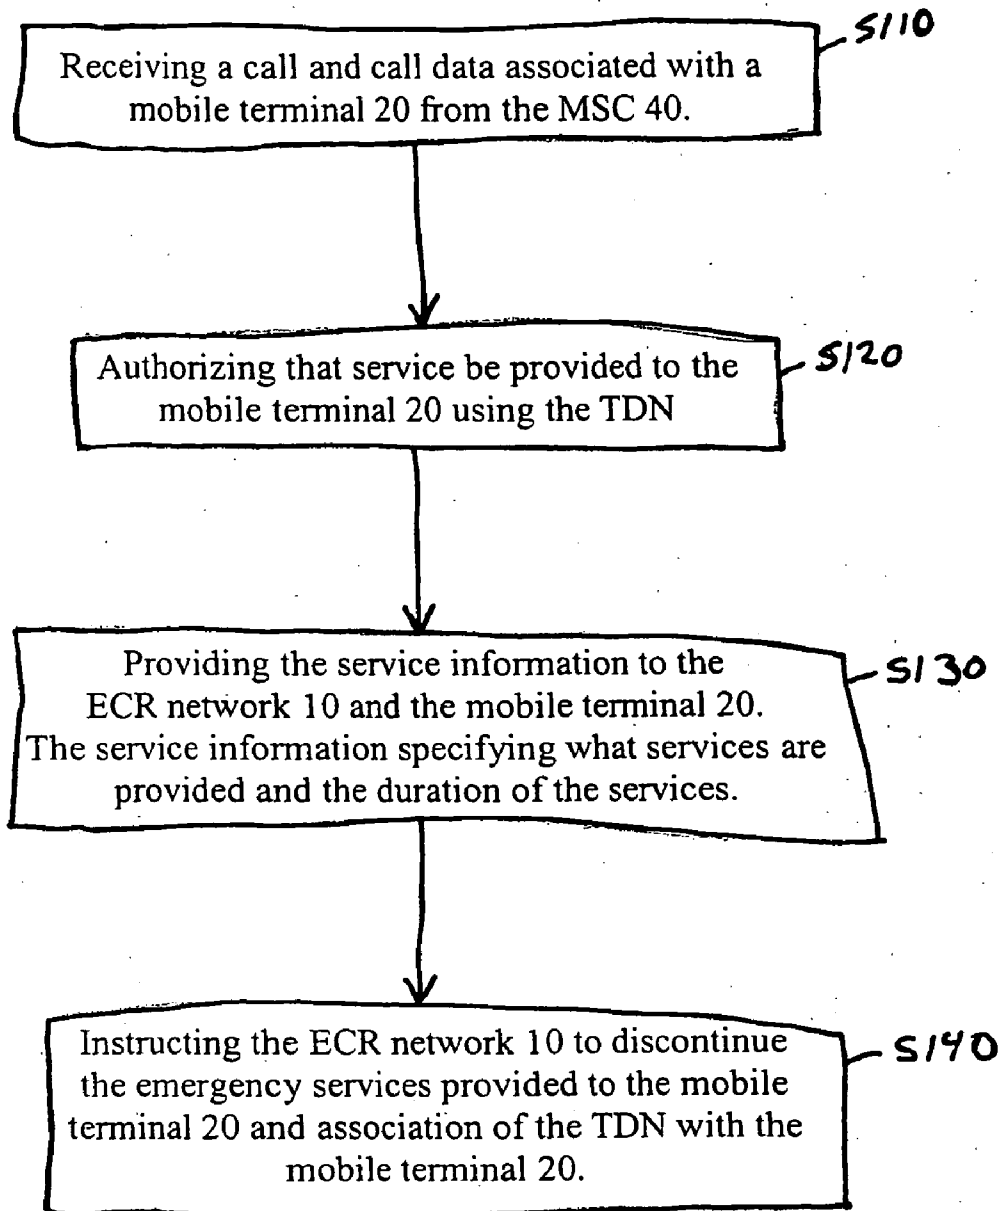 S110
Receiving a call and call data associated with a
mobile terminal 20 from the MSC 40.
S120
Authorizing that service be provided to the
mobile terminal 20 using the TDN
S130
Providing the service information to the
ECR network 10 and the mobile terminal 20.
The service information specifying what services are
provided and the duration of the services.
S140
Instructing the ECR network 10 to discontinue
the emergency services provided to the mobile
terminal 20 and association of the TDN with the
mobile terminal 20.